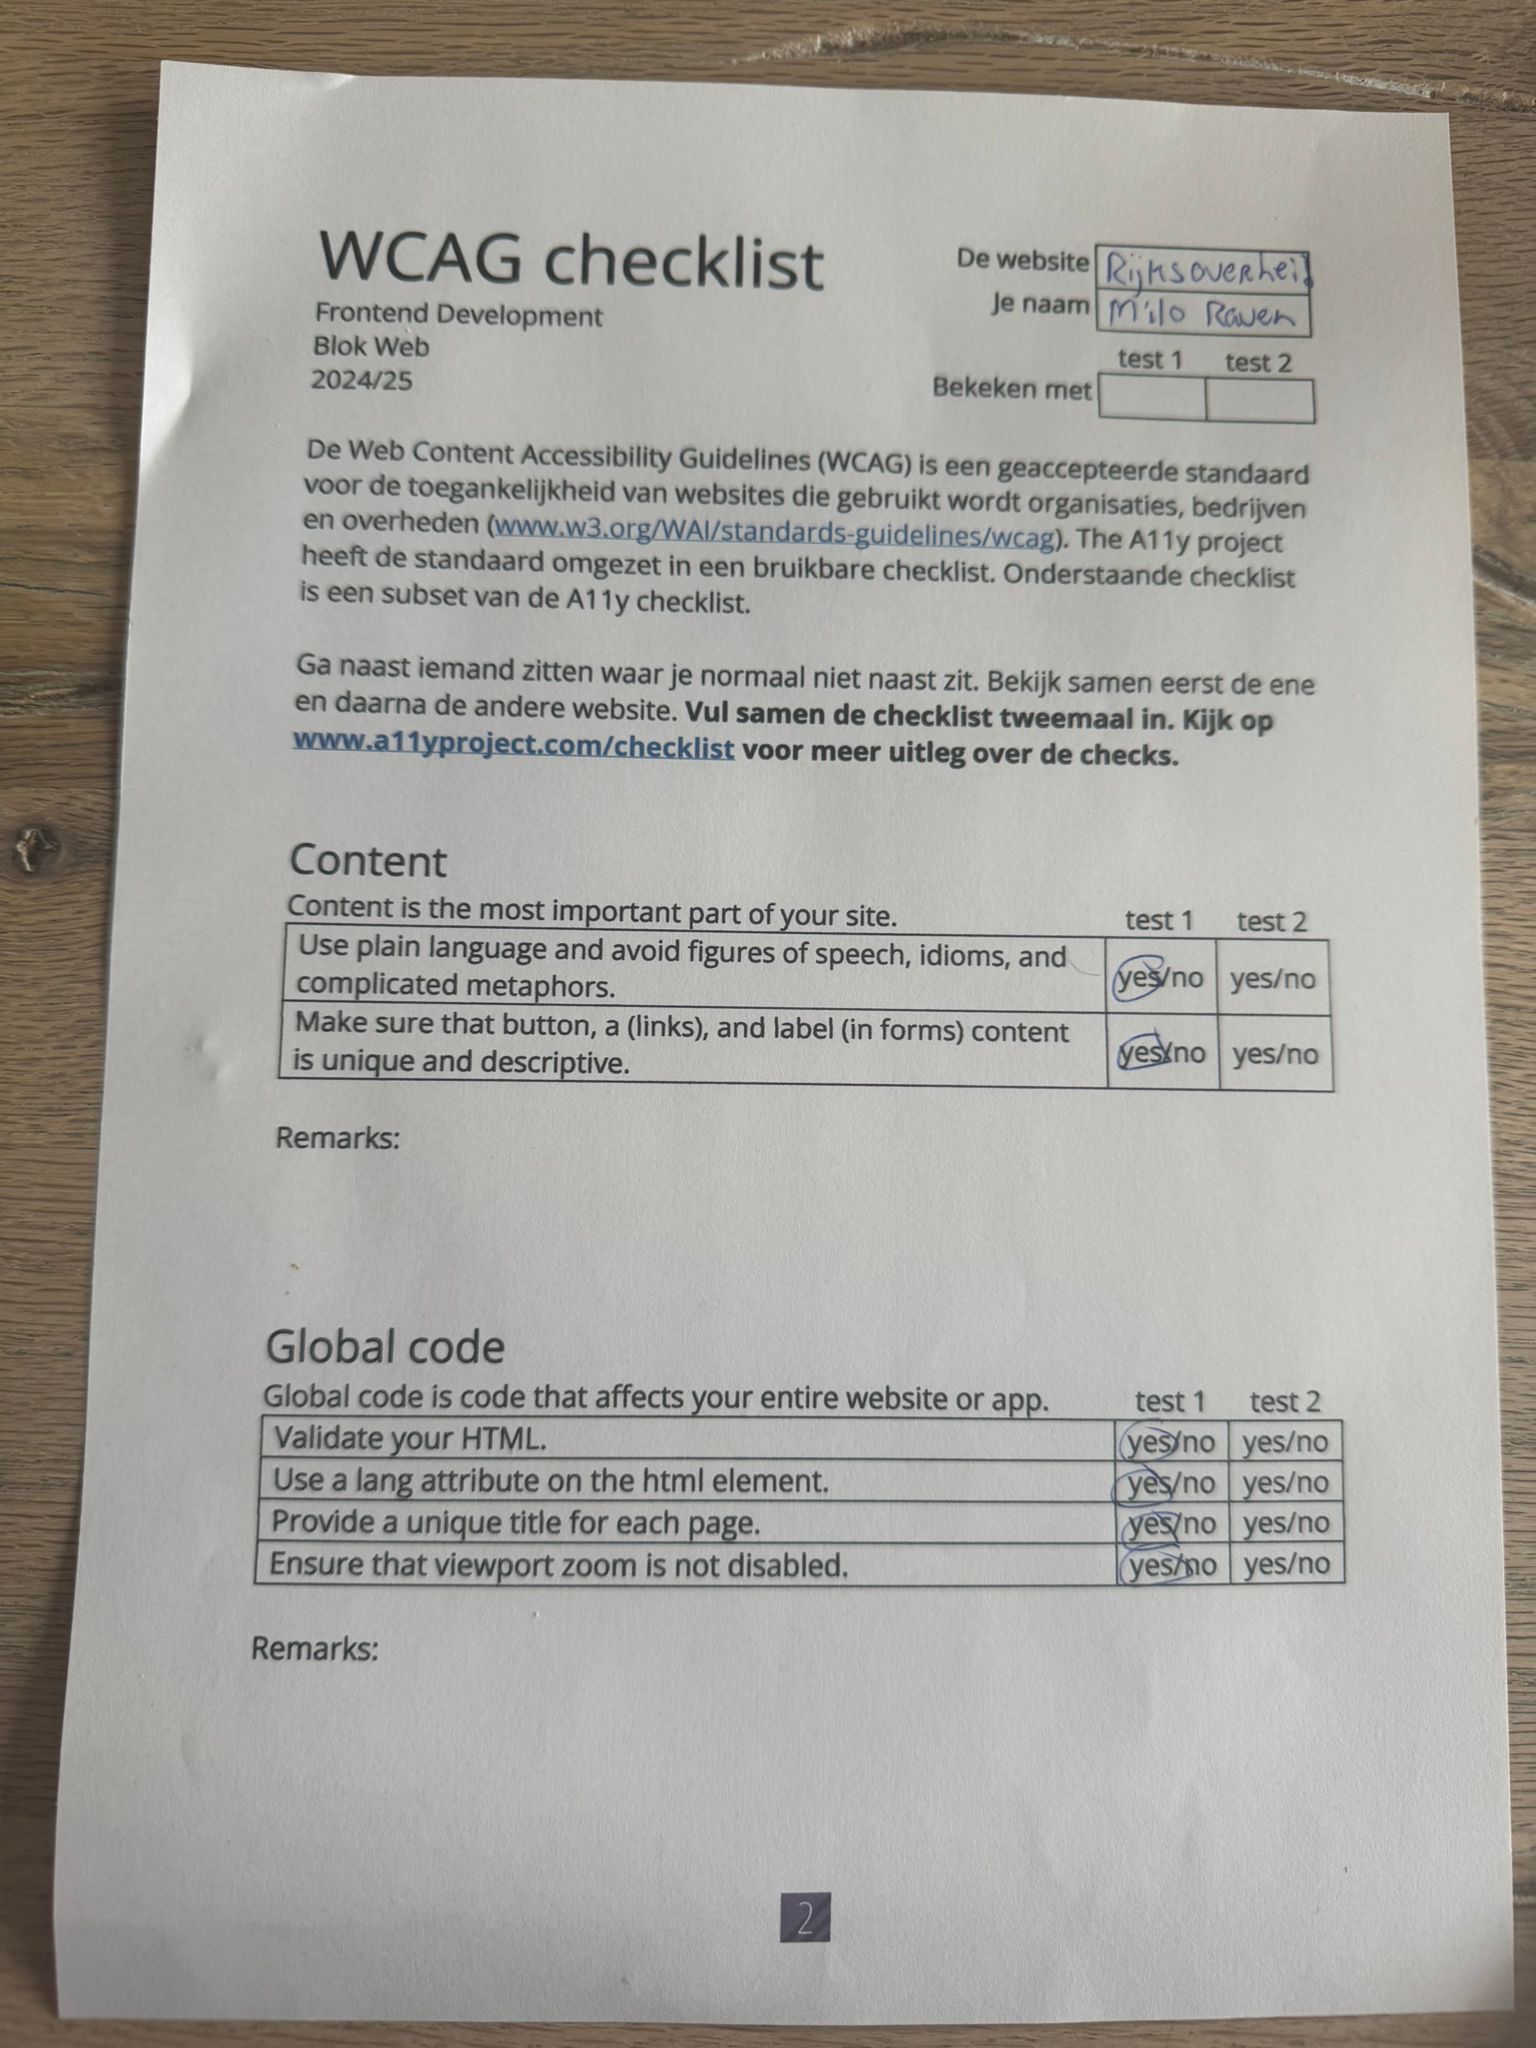 WCAG checklist
Frontend Development
Blok Web
2024/25
De website Rijksoverheid
Je naam Milo Raven
test 1 test 2
Bekeken met
De Web Content Accessibility Guidelines (WCAG) is een geaccepteerde standaard
voor de toegankelijkheid van websites die gebruikt wordt organisaties, bedrijven
en overheden (www.w3.org/WAI/standards-guidelines/wcag). The A11y project
heeft de standaard omgezet in een bruikbare checklist. Onderstaande checklist
is een subset van de A11y checklist.
Ga naast iemand zitten waar je normaal niet naast zit. Bekijk samen eerst de ene
en daarna de andere website. Vul samen de checklist tweemaal in. Kijk op
www.a11yproject.com/checklist voor meer uitleg over de checks.
Content
Content is the most important part of your site. test 1 test 2
Use plain language and avoid figures of speech, idioms, and
complicated metaphors. yes/no yes/no
Make sure that button, a (links), and label (in forms) content
is unique and descriptive. yes/no yes/no
Remarks:
Global code
Global code is code that affects your entire website or app. test 1 test 2
Validate your HTML. yes/no yes/no
Use a lang attribute on the html element. yes/no yes/no
Provide a unique title for each page. yes/no yes/no
Ensure that viewport zoom is not disabled. yes/no yes/no
Remarks:
2